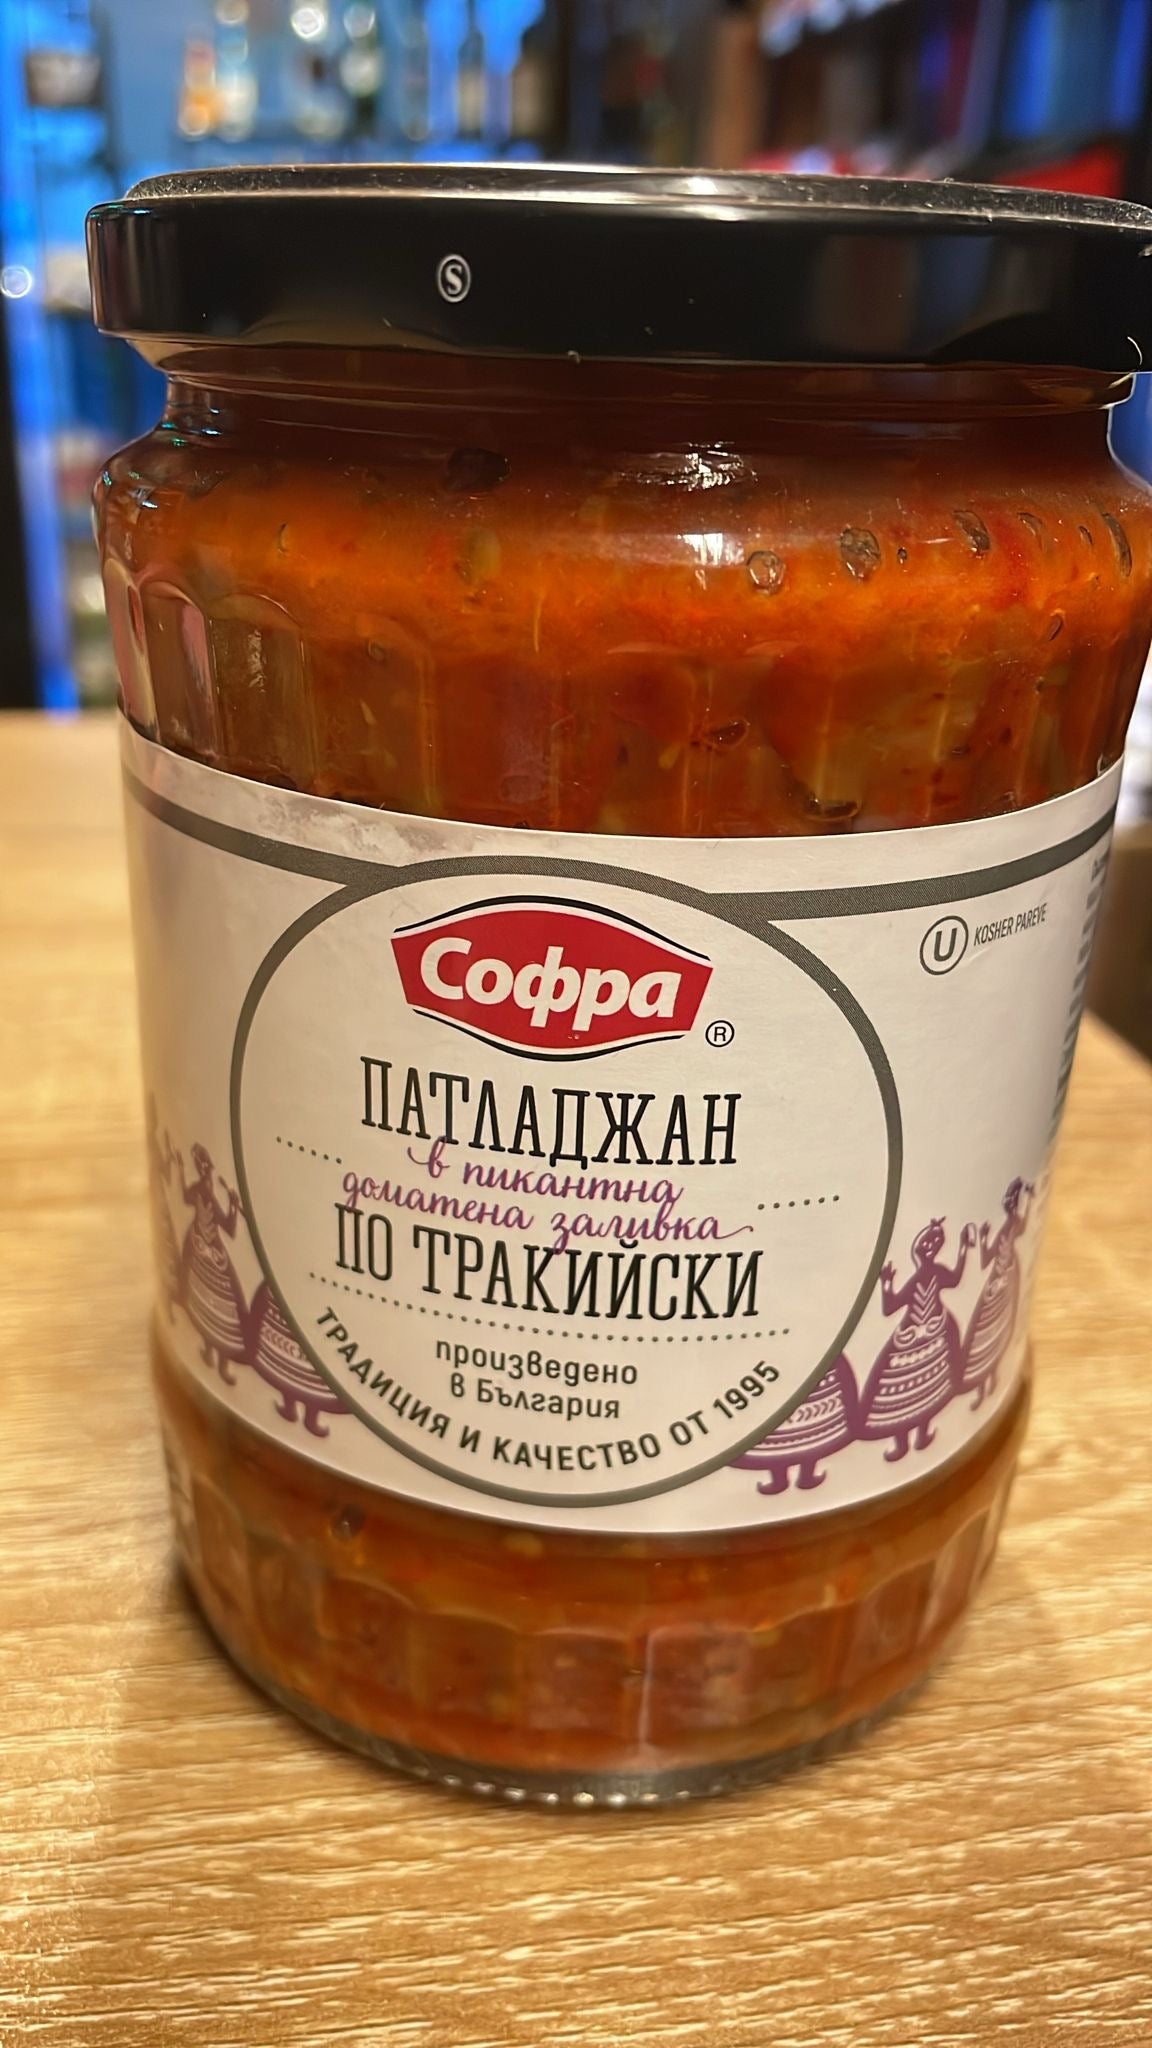 S
Софра
®
U KOSHER PAREVE
ПАТЛАДЖАН
в пикантна
доматена заливка
ПО ТРАКИЙСКИ
произведено
в България
ТРАДИЦИЯ И КАЧЕСТВО ОТ 1995